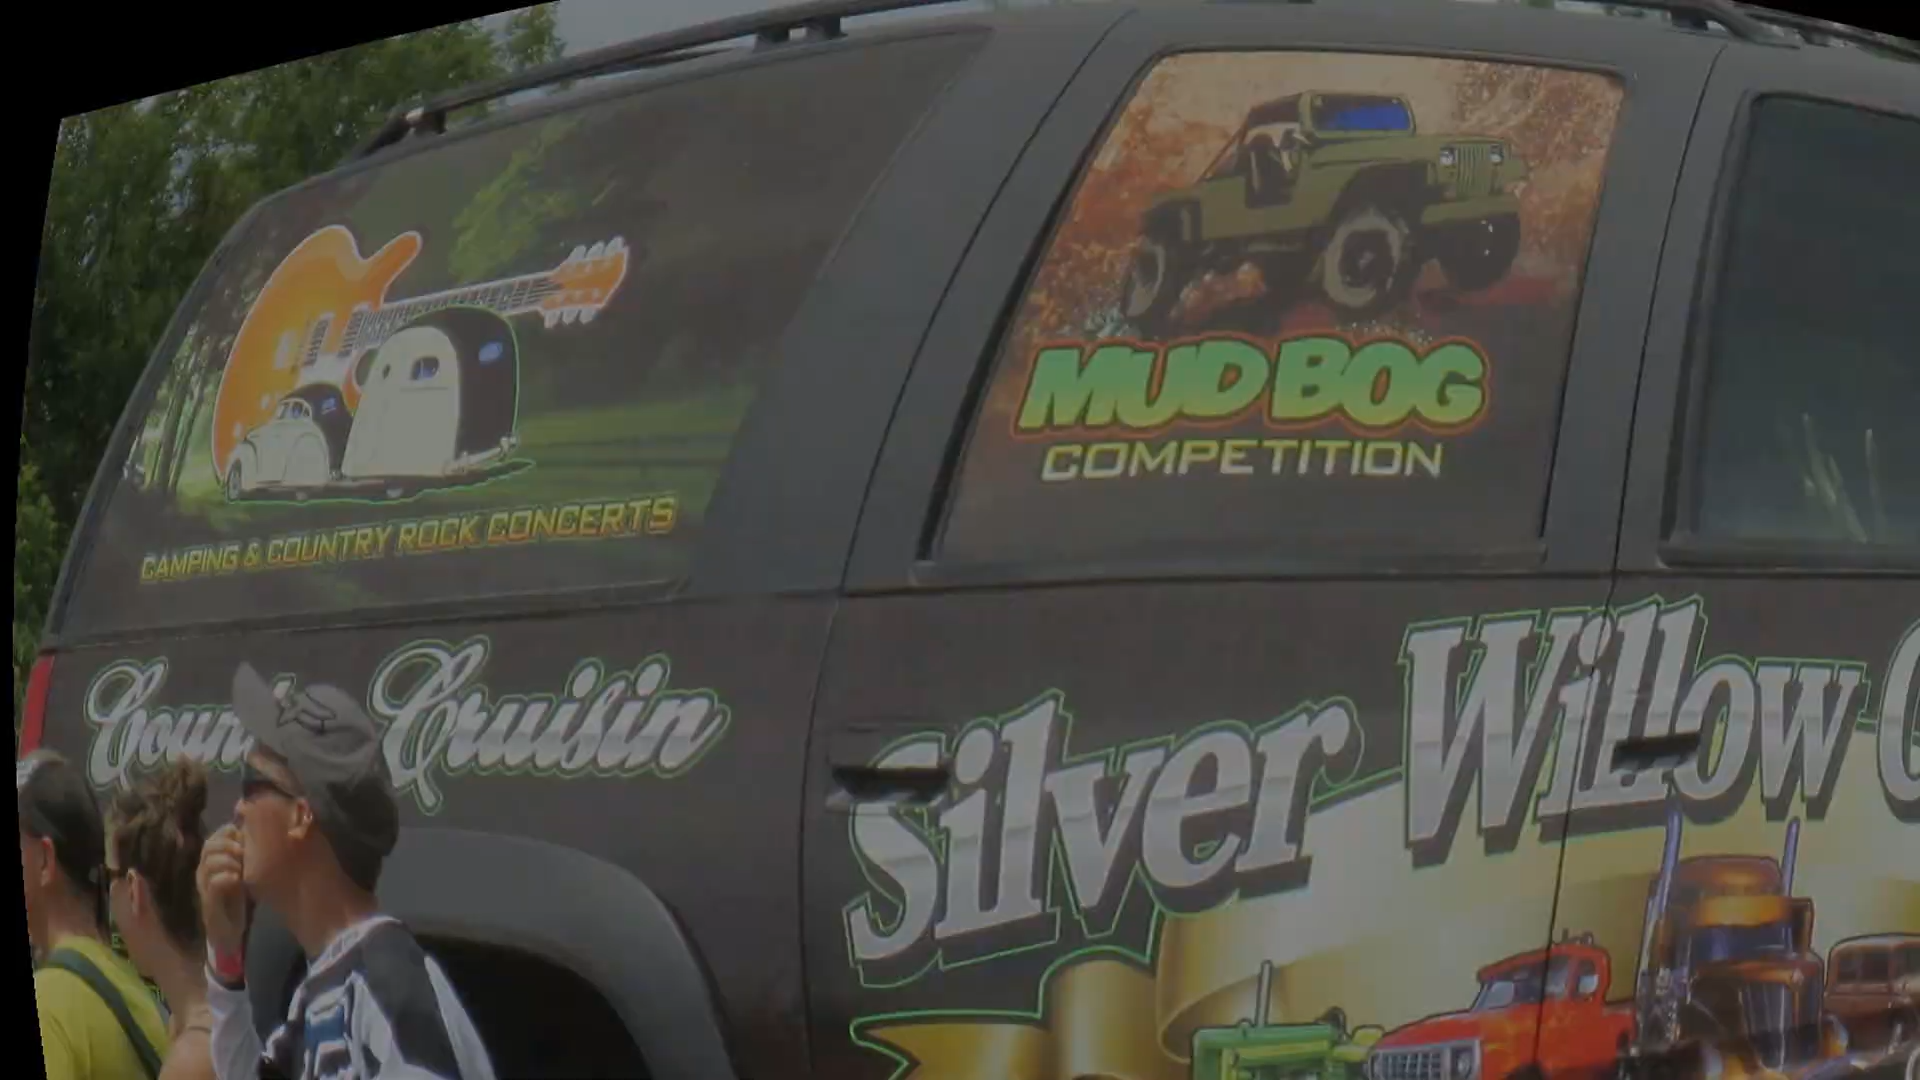 CAMPING & COUNTRY ROCK CONCERTS
MUD BOG
COMPETITION
Cruisin
Silver Willow